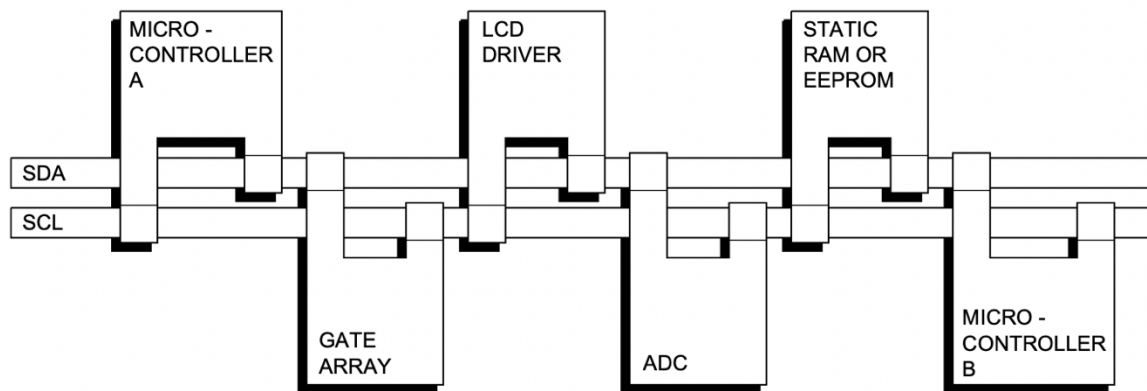 MICRO -
CONTROLLER
A
LCD
DRIVER
STATIC
RAM OR
EEPROM
SDA
SCL
GATE
ARRAY
ADC
MICRO -
CONTROLLER
B